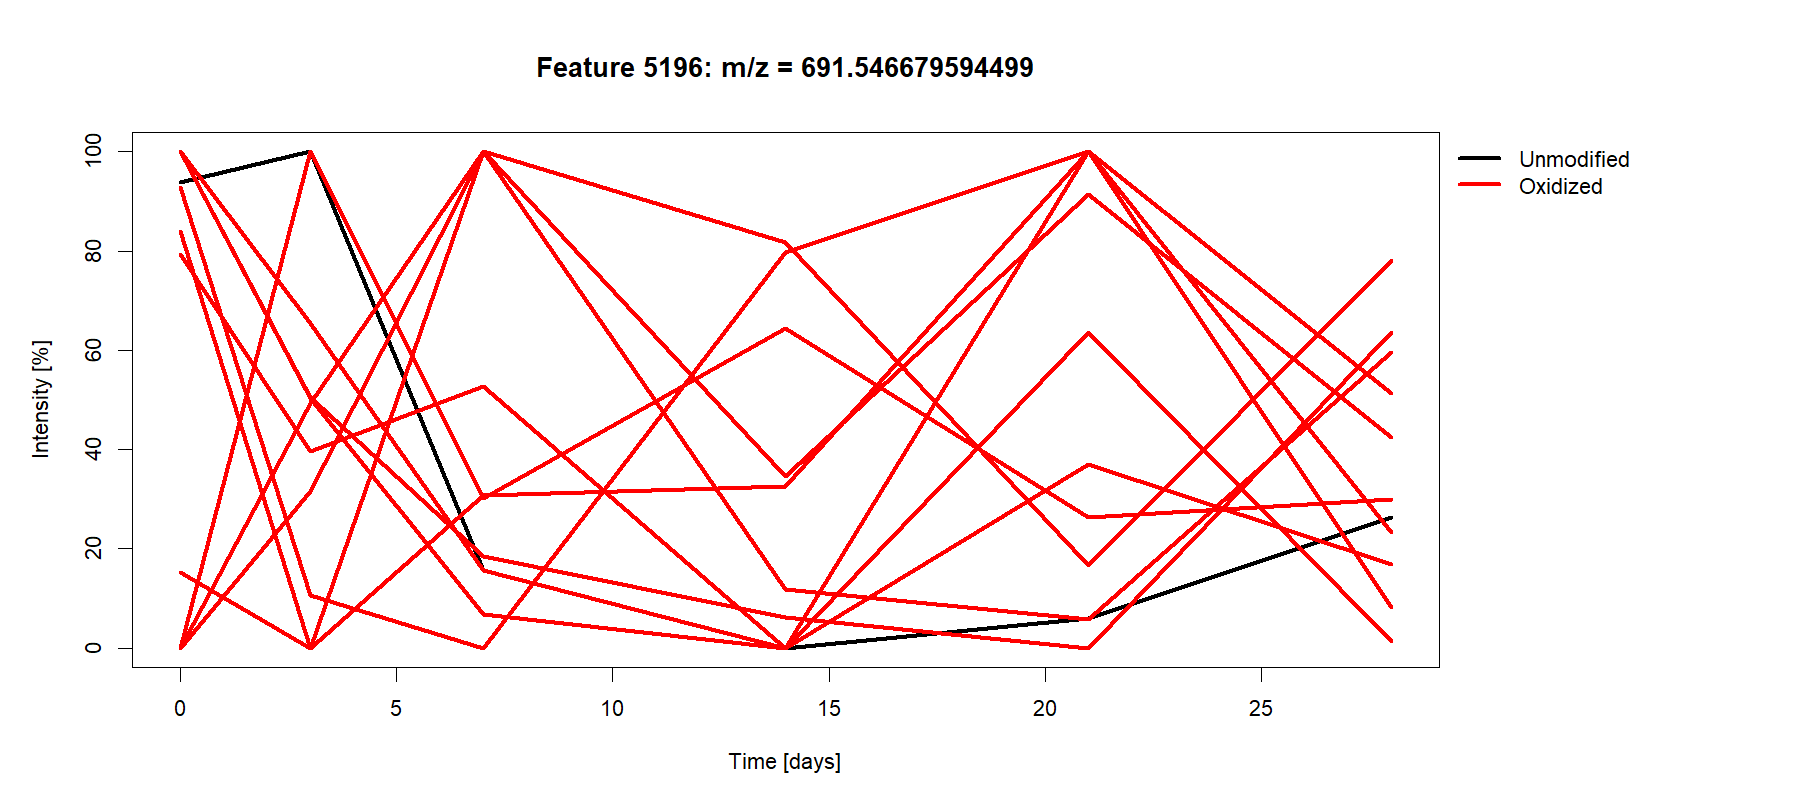 Feature 5196: m/z = 691.546679594499
Unmodified
Oxidized
Intensity [%]
100
80
60
40
20
0
0 5 10 15 20 25
Time [days]